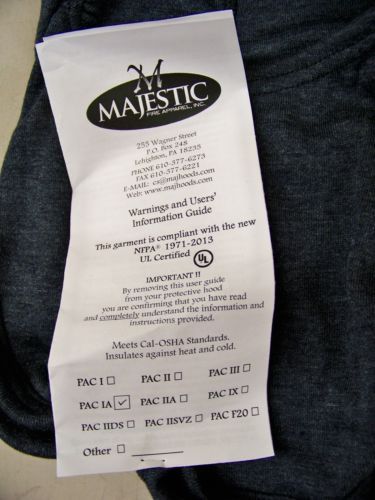 M
MAJESTIC
FIRE APPAREL, INC.
255 Wagner Street
P.O. Box 248
Lehighton, PA 18235
PHONE 610-377-6273
FAX 610-377-6221
E-MAIL: cs@majhoods.com
Web: www.majhoods.com
Warnings and Users'
Information Guide
This garment is compliant with the new
NFPA® 1971-2013
UL Certified UL
IMPORTANT !!
By removing this user guide
from your protective hood
you are confirming that you have read
and completely understand the information and
instructions provided.
Meets Cal-OSHA Standards.
Insulates against heat and cold.
PAC I ☐ PAC II ☐ PAC III ☐
PAC IA ☑ PAC IIA ☐ PAC IX ☐
PAC IIDS ☐ PAC IISVZ ☐ PAC F20 ☐
Other ☐